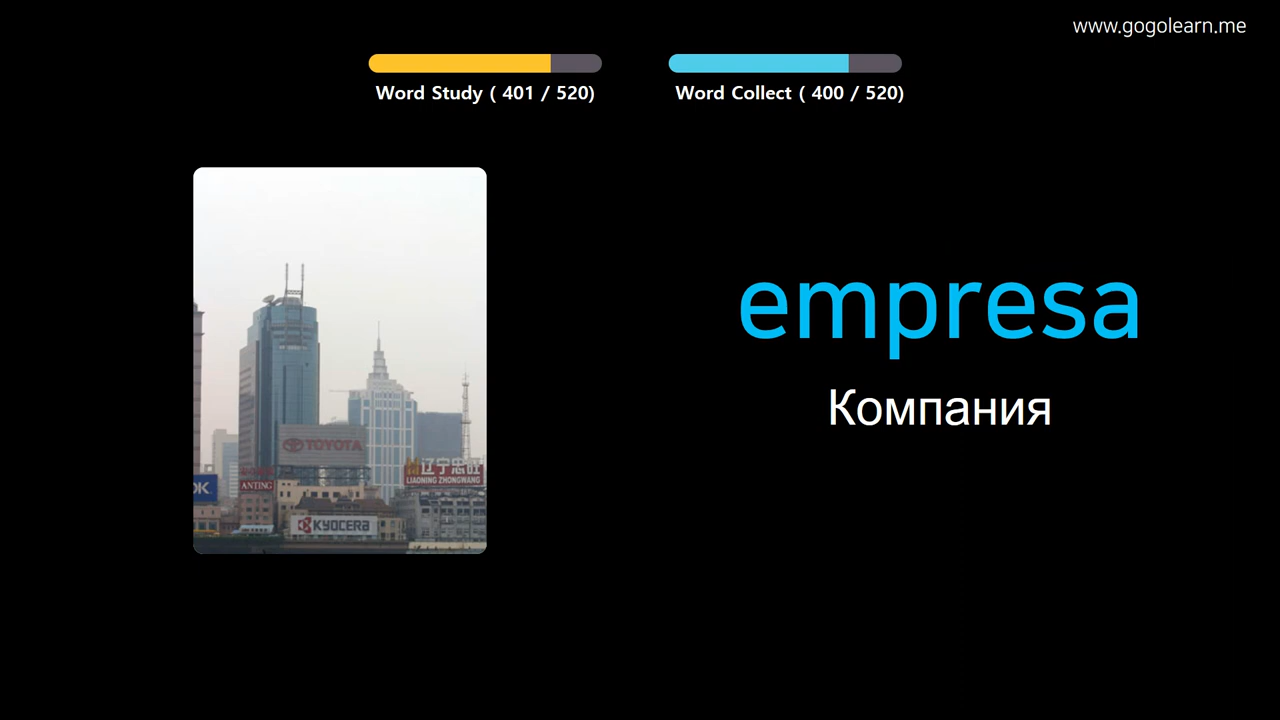 www.gogolearn.me
Word Study ( 401 / 520)
Word Collect ( 400 / 520)
empresa
Компания
TOYOTA
辽宁忠旺
LIAONING ZHONGWANG
OK.
ANTING
KYOCERA